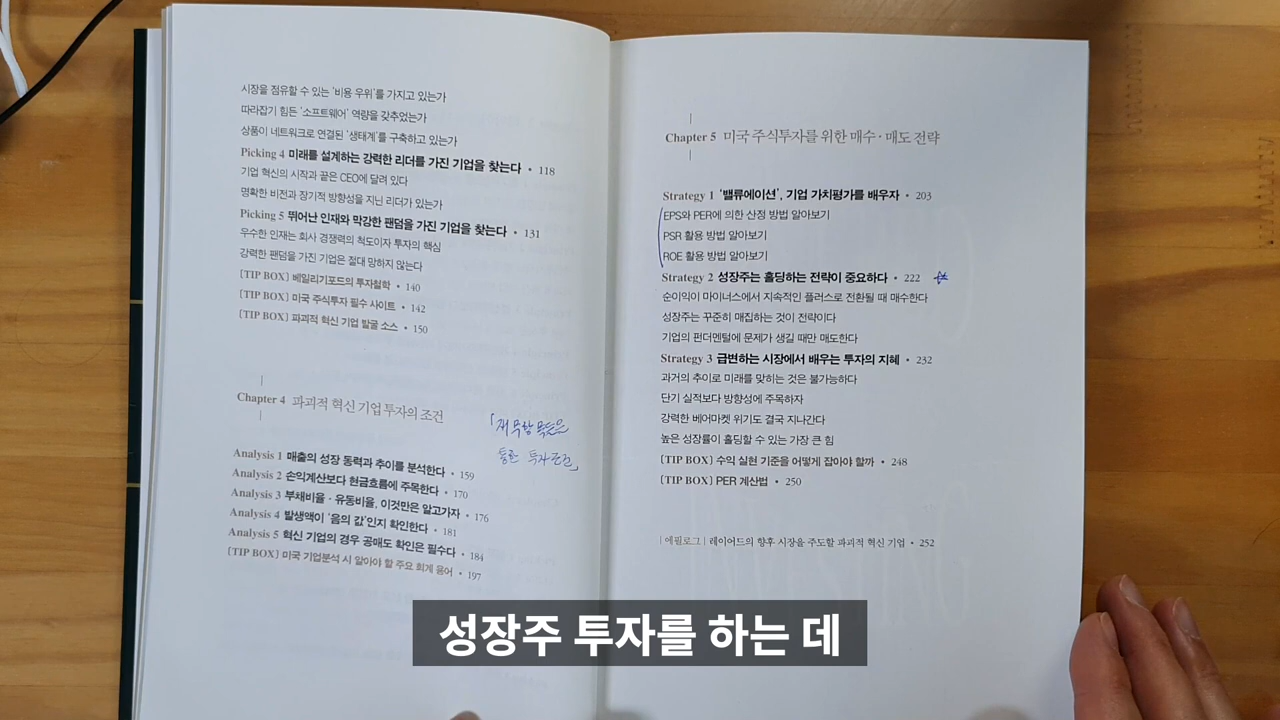 시장을 점유할 수 있는 '비용 우위'를 가지고 있는가
따라잡기 힘든 '소프트웨어' 역량을 갖추었는가
상품이 네트워크로 연결된 '생태계'를 구축하고 있는가
Picking 4 미래를 설계하는 강력한 리더를 가진 기업을 찾는다 • 118
기업 혁신의 시작과 끝은 CEO에 달려 있다
명확한 비전과 장기적 방향성을 지닌 리더가 있는가
Picking 5 뛰어난 인재와 막강한 팬덤을 가진 기업을 찾는다 • 131
우수한 인재는 회사 경쟁력의 척도이자 투자의 핵심
강력한 팬덤을 가진 기업은 절대 망하지 않는다
[TIP BOX] 베일리기포드의 투자철학 • 140
[TIP BOX] 미국 주식투자 필수 사이트 • 142
[TIP BOX] 파괴적 혁신 기업 발굴 소스 • 150
Chapter 4 파괴적 혁신 기업 투자의 조건
「재무항목등을
통한 투자조건」
Analysis 1 매출의 성장 동력과 추이를 분석한다 • 159
Analysis 2 손익계산보다 현금흐름에 주목한다 • 170
Analysis 3 부채비율 · 유동비율, 이것만은 알고가자 • 176
Analysis 4 발생액이 '음의 값'인지 확인한다 • 181
Analysis 5 혁신 기업의 경우 공매도 확인은 필수다 • 184
[TIP BOX] 미국 기업분석 시 알아야 할 주요 회계 용어 • 197
Chapter 5 미국 주식투자를 위한 매수 · 매도 전략
Strategy 1 '밸류에이션', 기업 가치평가를 배우자 • 203
EPS와 PER에 의한 산정 방법 알아보기
PSR 활용 방법 알아보기
ROE 활용 방법 알아보기
Strategy 2 성장주는 홀딩하는 전략이 중요하다 • 222
순이익이 마이너스에서 지속적인 플러스로 전환될 때 매수한다
성장주는 꾸준히 매집하는 것이 전략이다
기업의 펀더멘털에 문제가 생길 때만 매도한다
Strategy 3 급변하는 시장에서 배우는 투자의 지혜 • 232
과거의 추이로 미래를 맞히는 것은 불가능하다
단기 실적보다 방향성에 주목하자
강력한 베어마켓 위기도 결국 지나간다
높은 성장률이 홀딩할 수 있는 가장 큰 힘
[TIP BOX] 수익 실현 기준을 어떻게 잡아야 할까 • 248
[TIP BOX] PER 계산법 • 250
| 에필로그 | 레이어드의 향후 시장을 주도할 파괴적 혁신 기업 • 252
성장주 투자를 하는 데